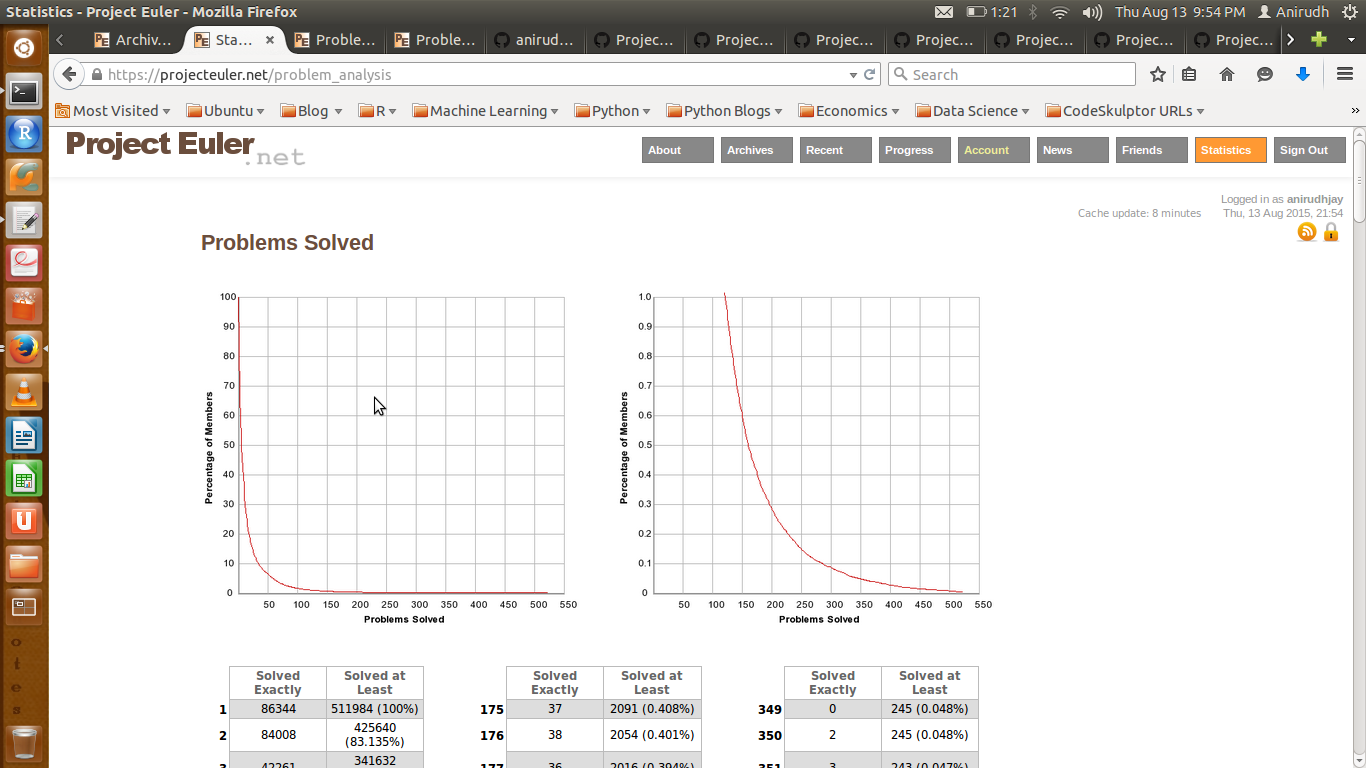 Statistics - Project Euler - Mozilla Firefox
1:21
Thu Aug 13 9:54 PM
Anirudh
Archiv...
Sta...
Proble...
Proble...
anirud...
Projec...
Projec...
Projec...
Projec...
Projec...
Projec...
Projec...
https://projecteuler.net/problem_analysis
Search
Most Visited
Ubuntu
Blog
R
Machine Learning
Python
Python Blogs
Economics
Data Science
CodeSkulptor URLs
Project Euler.net
About
Archives
Recent
Progress
Account
News
Friends
Statistics
Sign Out
Logged in as anirudhjay
Cache update: 8 minutes Thu, 13 Aug 2015, 21:54
Problems Solved
100
90
80
70
60
50
40
30
20
10
0
Percentage of Members
50 100 150 200 250 300 350 400 450 500 550
Problems Solved
1.0
0.9
0.8
0.7
0.6
0.5
0.4
0.3
0.2
0.1
0
Percentage of Members
50 100 150 200 250 300 350 400 450 500 550
Problems Solved
Solved Exactly
Solved at Least
1 86344 511984 (100%)
2 84008 425640 (83.135%)
3 42261 341632
Solved Exactly
Solved at Least
175 37 2091 (0.408%)
176 38 2054 (0.401%)
177 36 2016 (0.394%)
Solved Exactly
Solved at Least
349 0 245 (0.048%)
350 2 245 (0.048%)
351 3 243 (0.047%)